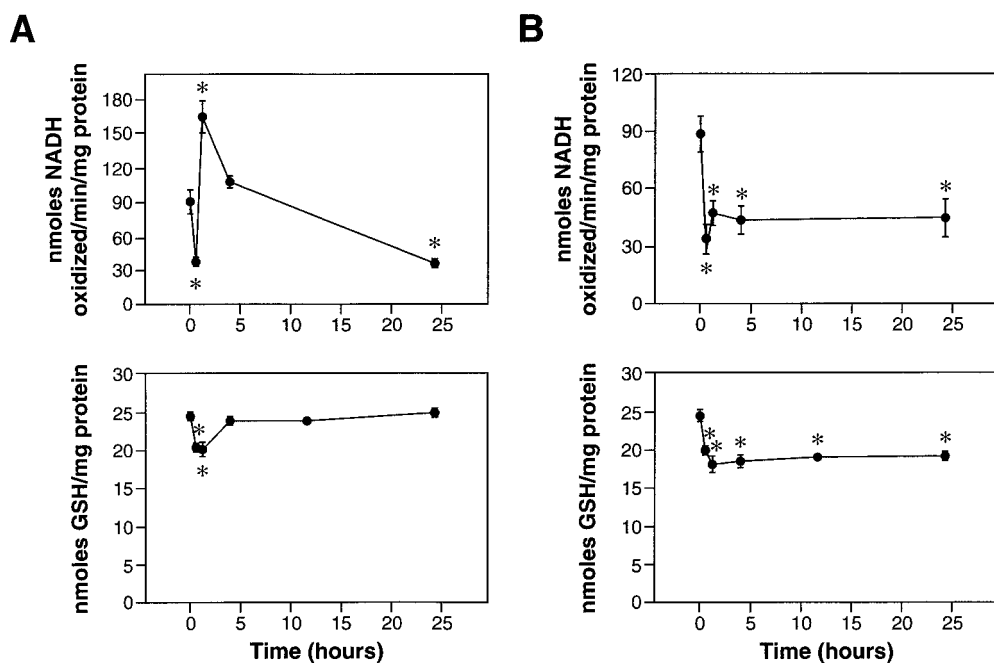 A
B
nmoles NADH
oxidized/min/mg protein
180
150
120
90
60
30
0
*
*
*
0 5 10 15 20 25
nmoles NADH
oxidized/min/mg protein
120
90
60
30
0
*
*
*
*
0 5 10 15 20 25
nmoles GSH/mg protein
30
25
20
15
10
5
0
*
*
0 5 10 15 20 25
Time (hours)
nmoles GSH/mg protein
30
25
20
15
10
5
0
*
*
*
*
*
0 5 10 15 20 25
Time (hours)